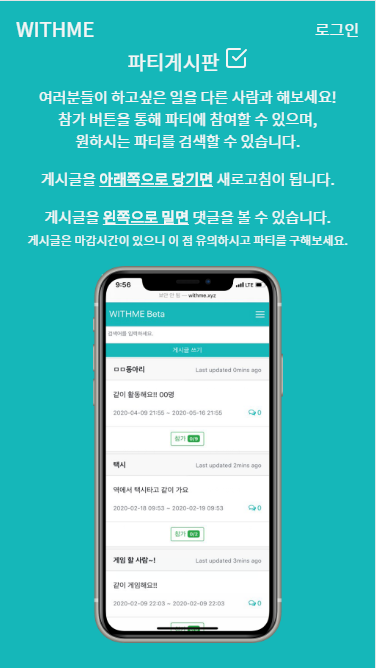 WITHME
로그인
파티게시판
여러분들이 하고싶은 일을 다른 사람과 해보세요!
참가 버튼을 통해 파티에 참여할 수 있으며,
원하시는 파티를 검색할 수 있습니다.
게시글을 아래쪽으로 당기면 새로고침이 됩니다.
게시글을 왼쪽으로 밀면 댓글을 볼 수 있습니다.
게시글은 마감시간이 있으니 이 점 유의하시고 파티를 구해보세요.
9:56 LTE
withme.xyz
WITHME Beta
검색어를 입력하세요.
게시글 쓰기
ㅁㅁ동아리 Last updated 0mins ago
같이 활동해요!! 00명
2020-04-09 21:55 ~ 2020-05-16 21:55 0
참가
택시 Last updated 2mins ago
역에서 택시타고 같이 가요
2020-02-18 09:53 ~ 2020-02-19 09:53 0
참가
게임 할 사람~! Last updated 3mins ago
같이 게임해요!!
2020-02-09 22:03 ~ 2020-02-09 22:03 0